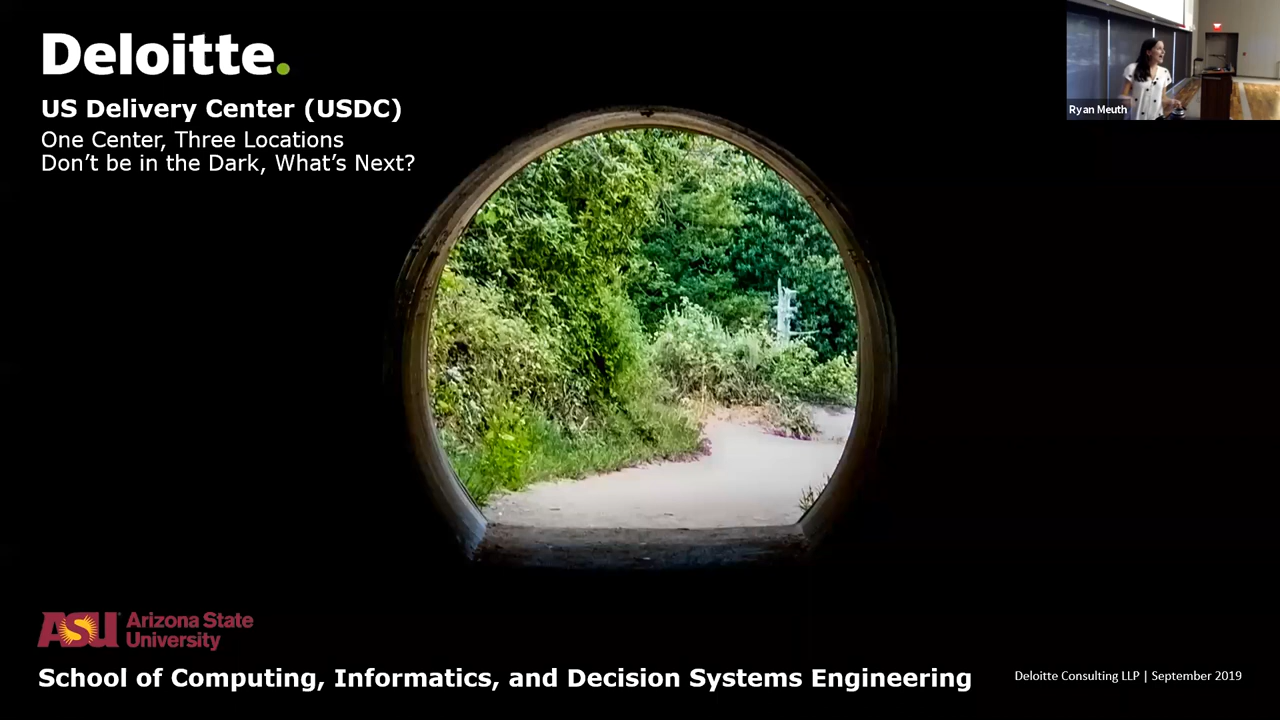 Deloitte.
US Delivery Center (USDC)
One Center, Three Locations
Don't be in the Dark, What's Next?
Ryan Meuth
ASU Arizona State
University
School of Computing, Informatics, and Decision Systems Engineering
Deloitte Consulting LLP | September 2019